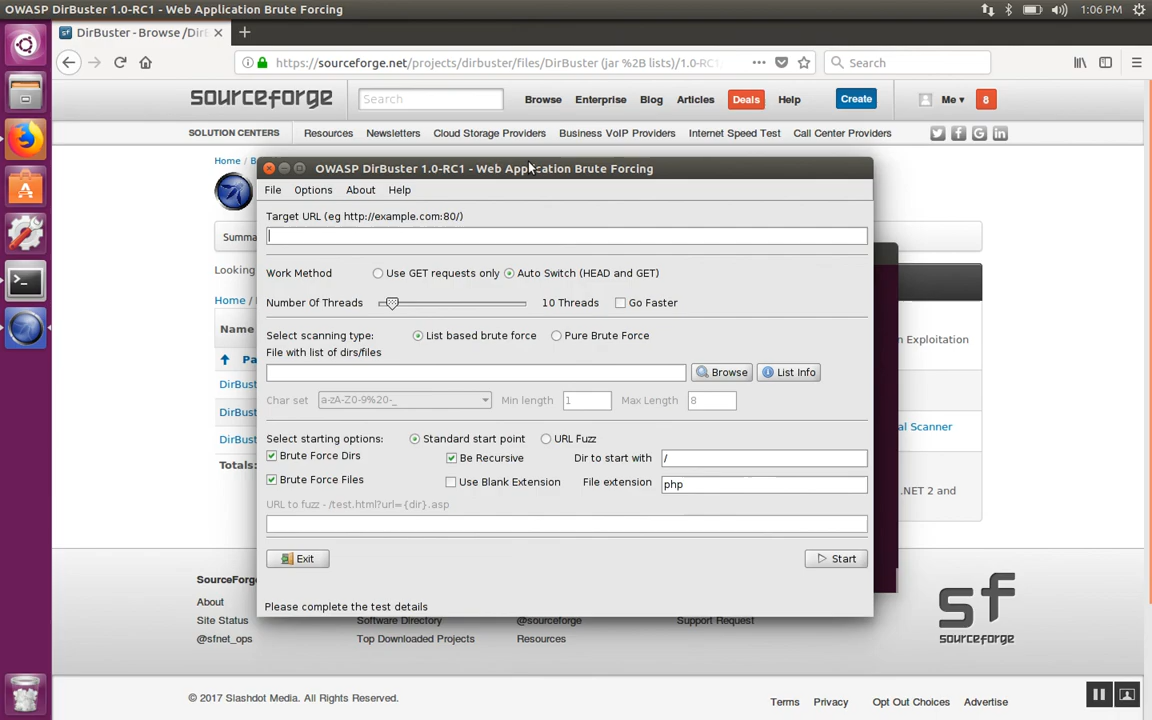 OWASP DirBuster 1.0-RC1 - Web Application Brute Forcing
1:06 PM
DirBuster - Browse /Dir
https://sourceforge.net/projects/dirbuster/files/DirBuster (jar %2B lists)/1.0-RC1
Search
sourceforge
Search
Browse
Enterprise
Blog
Articles
Deals
Help
Create
Me
8
SOLUTION CENTERS
Resources
Newsletters
Cloud Storage Providers
Business VoIP Providers
Internet Speed Test
Call Center Providers
Home / B
OWASP DirBuster 1.0-RC1 - Web Application Brute Forcing
File Options About Help
Target URL (eg http://example.com:80/)
Work Method Use GET requests only Auto Switch (HEAD and GET)
Number Of Threads 10 Threads Go Faster
Select scanning type: List based brute force Pure Brute Force
File with list of dirs/files
Browse List Info
Char set a-zA-Z0-9%20-_ Min length 1 Max Length 8
Select starting options: Standard start point URL Fuzz
Brute Force Dirs Be Recursive Dir to start with /
Brute Force Files Use Blank Extension File extension php
URL to fuzz - /test.html?url={dir}.asp
Exit Start
Please complete the test details
Summa
Looking
Home /
Name
Pa
DirBust
DirBust
DirBust
Totals:
n Exploitation
al Scanner
.NET 2 and
SourceForg
About
Site Status
@sfnet_ops
Software Directory
Top Downloaded Projects
@sourceforge
Resources
Support Request
sf
sourceforge
© 2017 Slashdot Media. All Rights Reserved.
Terms Privacy Opt Out Choices Advertise